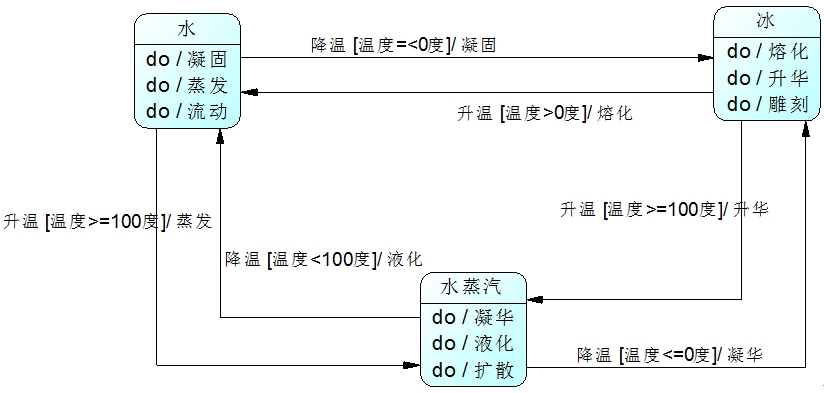 水
do / 凝固
do / 蒸发
do / 流动
降温 [温度=<0度]/ 凝固
冰
do / 熔化
do / 升华
do / 雕刻
升温 [温度>0度]/ 熔化
升温 [温度>=100度]/ 蒸发
升温 [温度>=100度]/ 升华
降温 [温度<100度]/ 液化
水蒸汽
do / 凝华
do / 液化
do / 扩散
降温 [温度<=0度]/ 凝华